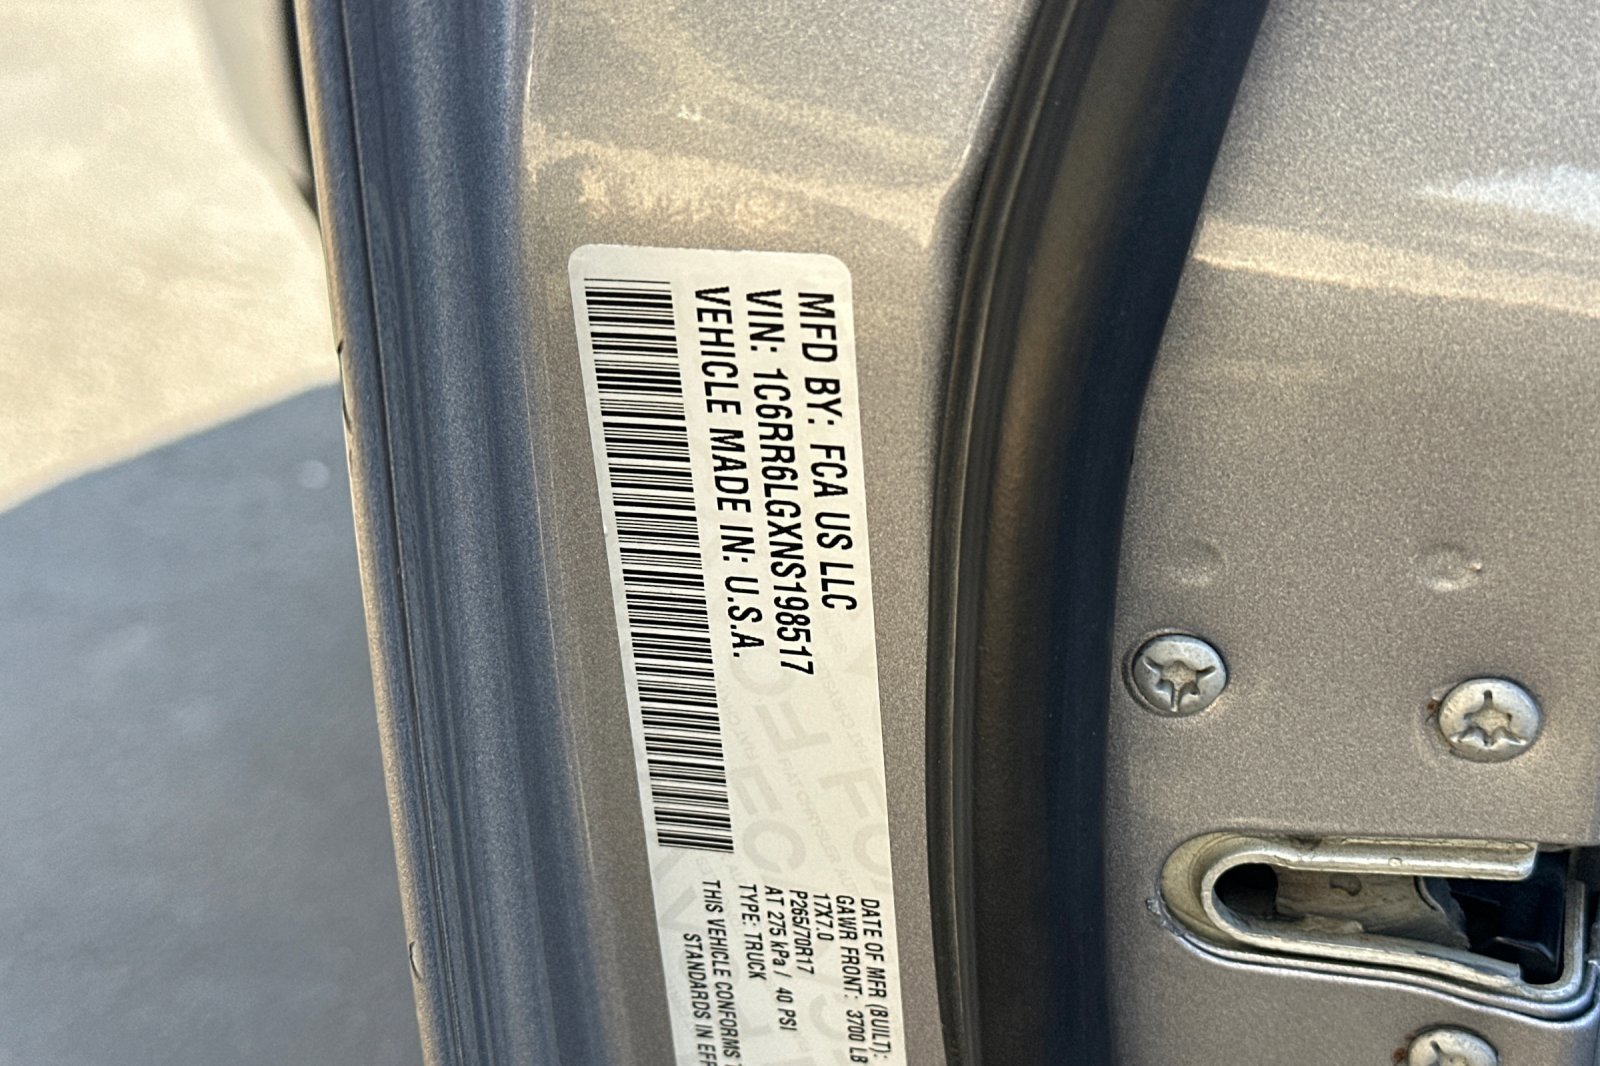 MFD BY: FCA US LLC
VIN: 1C6RR6LGXNS198517
VEHICLE MADE IN: U.S.A.
DATE OF MFR (BUILT):
GAWR FRONT: 3700 LB
17X7.0
P265/70R17
AT 275 kPa / 40 PSI
TYPE: TRUCK
THIS VEHICLE CONFORMS
STANDARDS IN